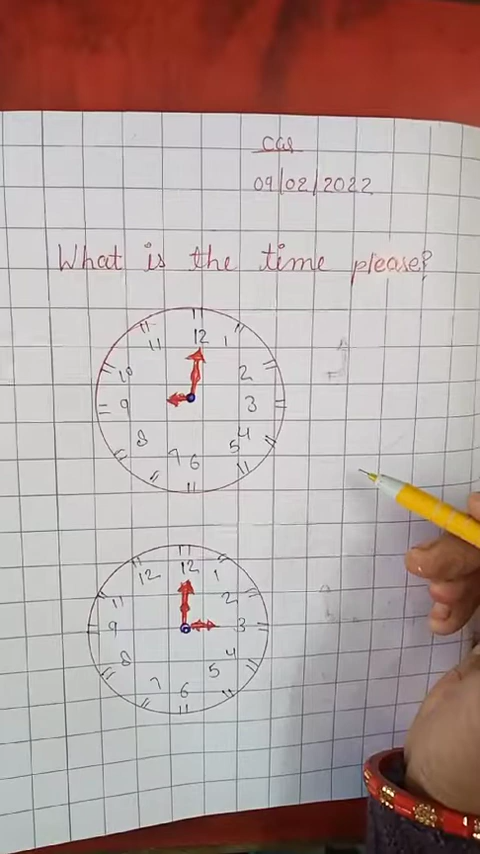 CW
09/02/2022
What is the time please?
12
11 1
10 2
9 3
8 4
7 6 5
12
12 1
11 2
9 3
8 4
7 6 5